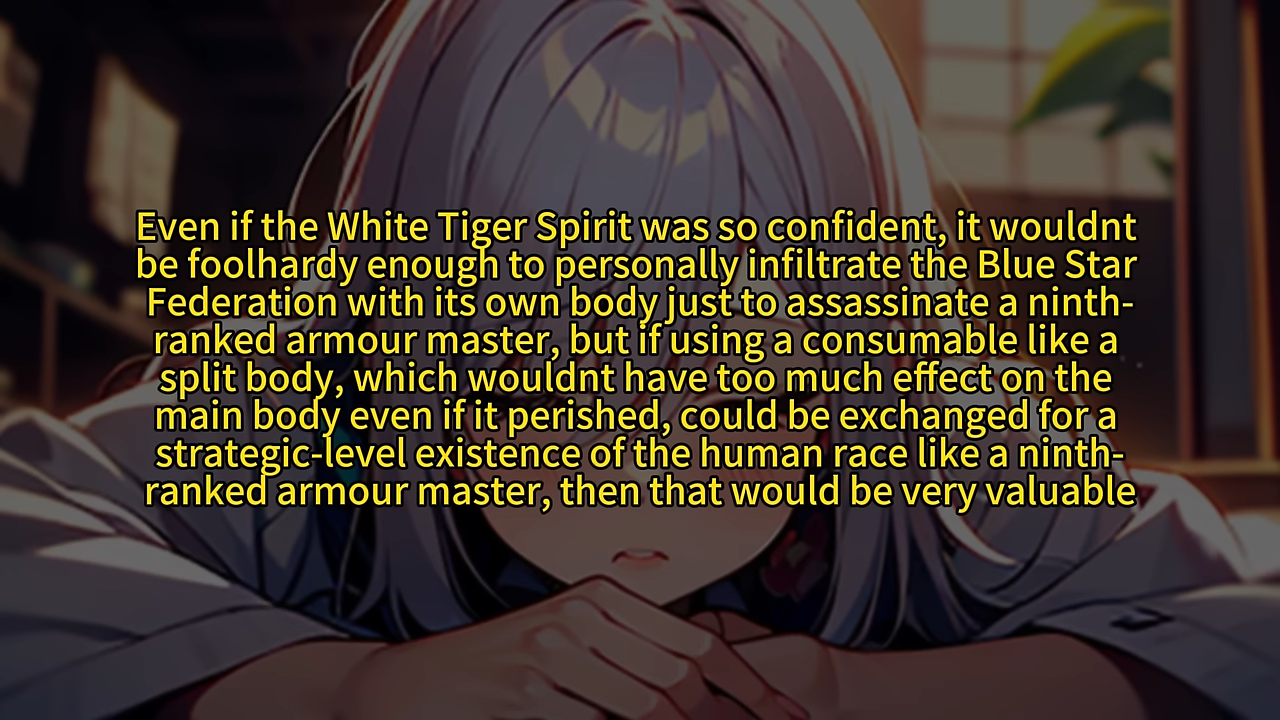 Even if the White Tiger Spirit was so confident, it wouldnt
be foolhardy enough to personally infiltrate the Blue Star
Federation with its own body just to assassinate a ninth-
ranked armour master, but if using a consumable like a
split body, which wouldnt have too much effect on the
main body even if it perished, could be exchanged for a
strategic-level existence of the human race like a ninth-
ranked armour master, then that would be very valuable